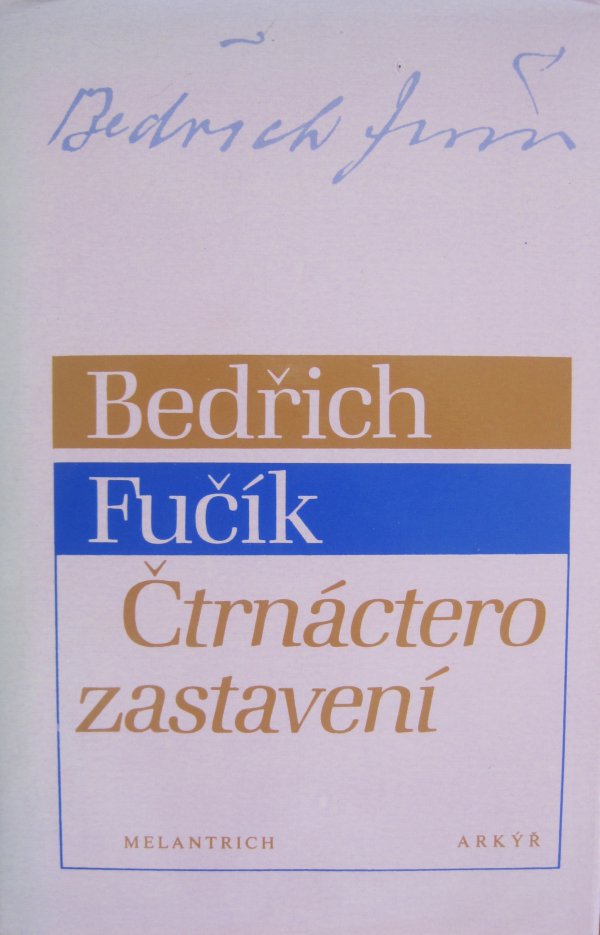 Bedřich Fučík
Bedřich
Fučík
Čtrnáctero
zastavení
MELANTRICH ARKÝŘ